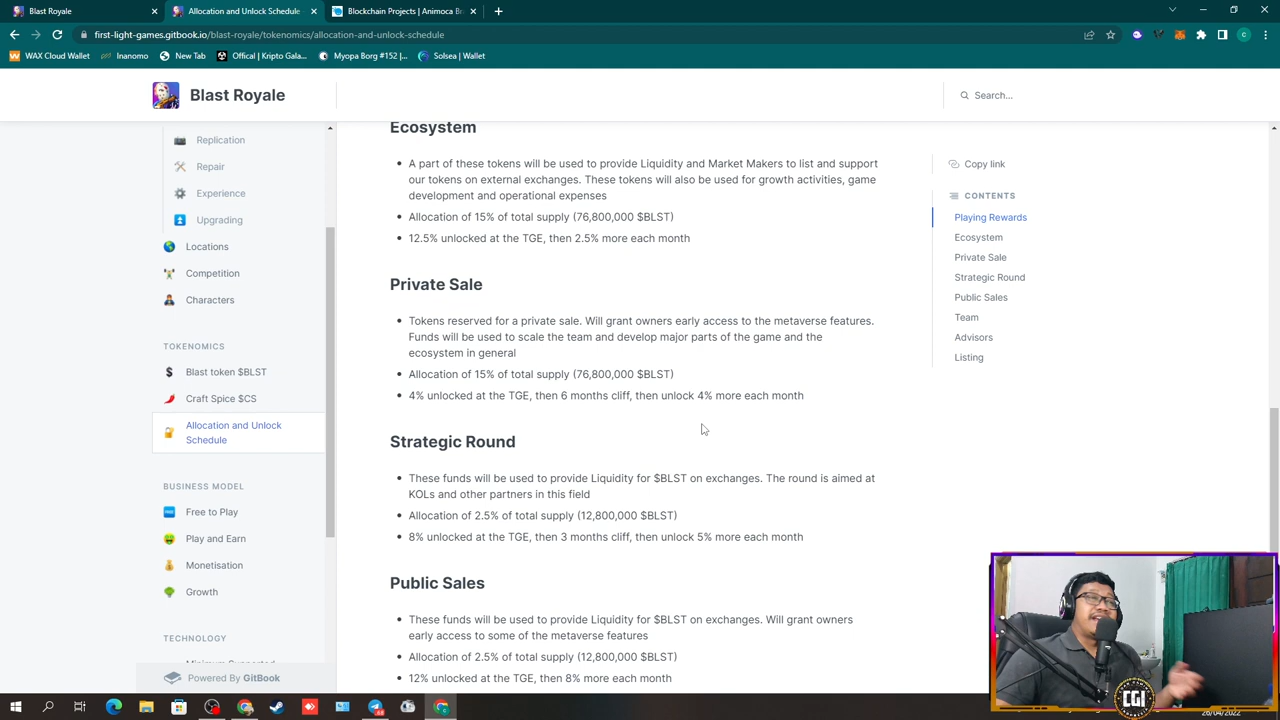 Blast Royale
Allocation and Unlock Schedule
Blockchain Projects | Animoca Br
first-light-games.gitbook.io/blast-royale/tokenomics/allocation-and-unlock-schedule
WAX Cloud Wallet
Inanomo
New Tab
Offical | Kripto Gala...
Myopa Borg #152 |...
Solsea | Wallet
Blast Royale
Search...
Replication
Repair
Experience
Upgrading
Locations
Competition
Characters
TOKENOMICS
Blast token $BLST
Craft Spice $CS
Allocation and Unlock
Schedule
BUSINESS MODEL
Free to Play
Play and Earn
Monetisation
Growth
TECHNOLOGY
Powered By GitBook
Ecosystem
A part of these tokens will be used to provide Liquidity and Market Makers to list and support
our tokens on external exchanges. These tokens will also be used for growth activities, game
development and operational expenses
Allocation of 15% of total supply (76,800,000 $BLST)
12.5% unlocked at the TGE, then 2.5% more each month
Private Sale
Tokens reserved for a private sale. Will grant owners early access to the metaverse features.
Funds will be used to scale the team and develop major parts of the game and the
ecosystem in general
Allocation of 15% of total supply (76,800,000 $BLST)
4% unlocked at the TGE, then 6 months cliff, then unlock 4% more each month
Strategic Round
These funds will be used to provide Liquidity for $BLST on exchanges. The round is aimed at
KOLs and other partners in this field
Allocation of 2.5% of total supply (12,800,000 $BLST)
8% unlocked at the TGE, then 3 months cliff, then unlock 5% more each month
Public Sales
These funds will be used to provide Liquidity for $BLST on exchanges. Will grant owners
early access to some of the metaverse features
Allocation of 2.5% of total supply (12,800,000 $BLST)
12% unlocked at the TGE, then 8% more each month
Copy link
CONTENTS
Playing Rewards
Ecosystem
Private Sale
Strategic Round
Public Sales
Team
Advisors
Listing
CGI